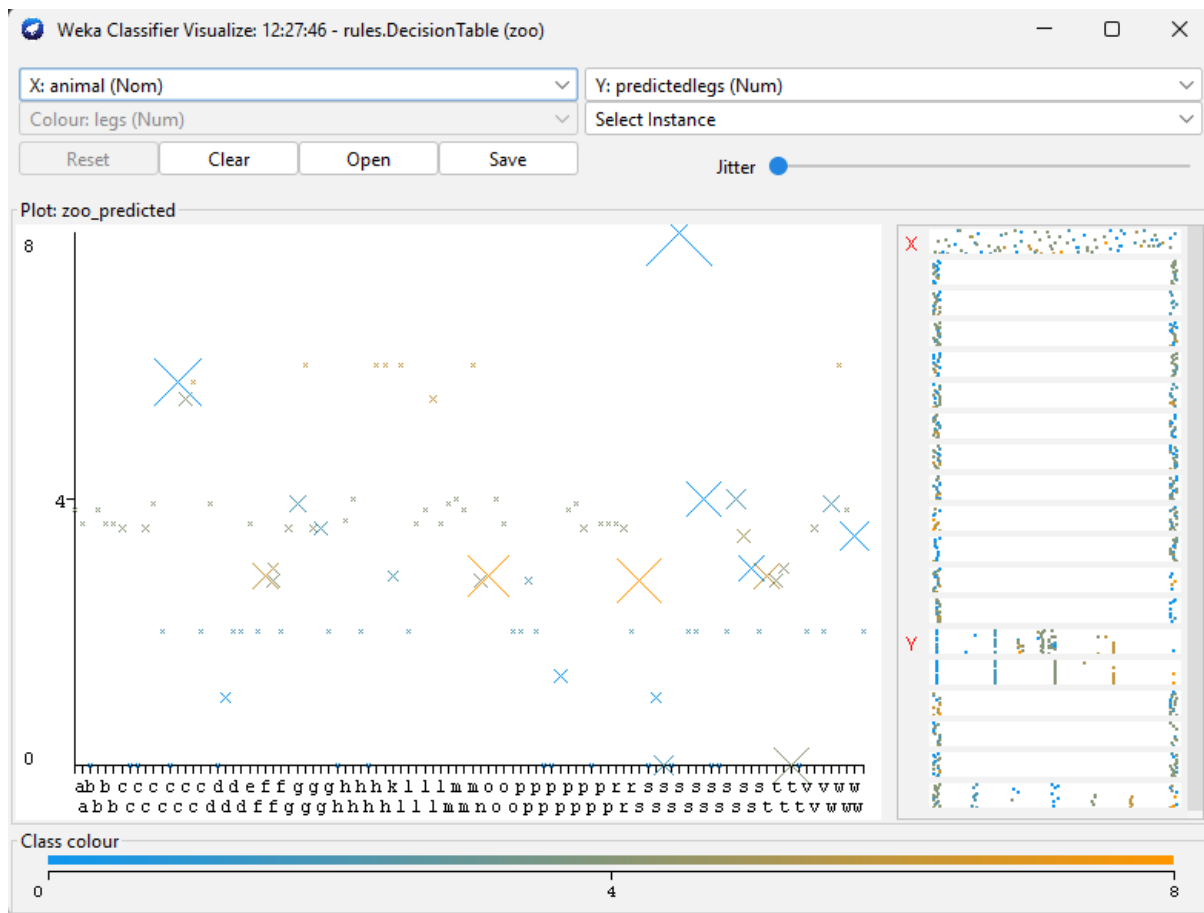 Weka Classifier Visualize: 12:27:46 - rules.DecisionTable (zoo)
X: animal (Nom)
Y: predictedlegs (Num)
Colour: legs (Num)
Select Instance
Reset Clear Open Save
Jitter
Plot: zoo_predicted
8
4
0
X
Y
Class colour
0 4 8